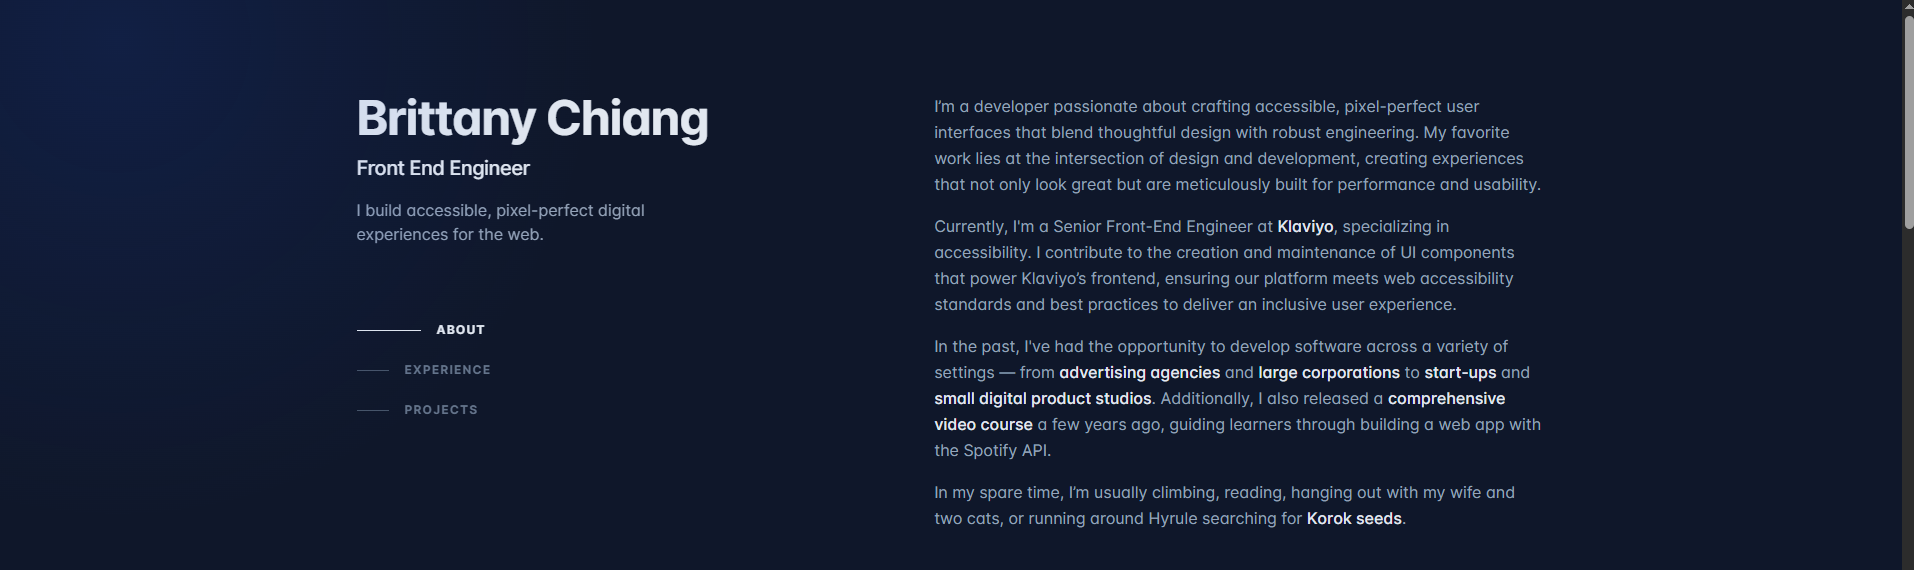 Brittany Chiang
Front End Engineer
I build accessible, pixel-perfect digital
experiences for the web.
ABOUT
EXPERIENCE
PROJECTS
I’m a developer passionate about crafting accessible, pixel-perfect user
interfaces that blend thoughtful design with robust engineering. My favorite
work lies at the intersection of design and development, creating experiences
that not only look great but are meticulously built for performance and usability.
Currently, I'm a Senior Front-End Engineer at Klaviyo, specializing in
accessibility. I contribute to the creation and maintenance of UI components
that power Klaviyo’s frontend, ensuring our platform meets web accessibility
standards and best practices to deliver an inclusive user experience.
In the past, I've had the opportunity to develop software across a variety of
settings — from advertising agencies and large corporations to start-ups and
small digital product studios. Additionally, I also released a comprehensive
video course a few years ago, guiding learners through building a web app with
the Spotify API.
In my spare time, I’m usually climbing, reading, hanging out with my wife and
two cats, or running around Hyrule searching for Korok seeds.